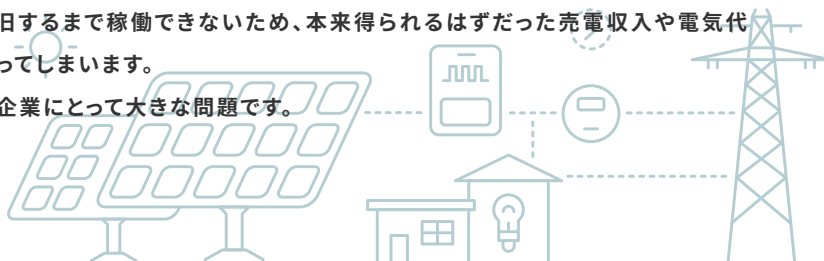 旧するまで稼働できないため、本来得られるはずだった売電収入や電気代
ってしまいます。
企業にとって大きな問題です。